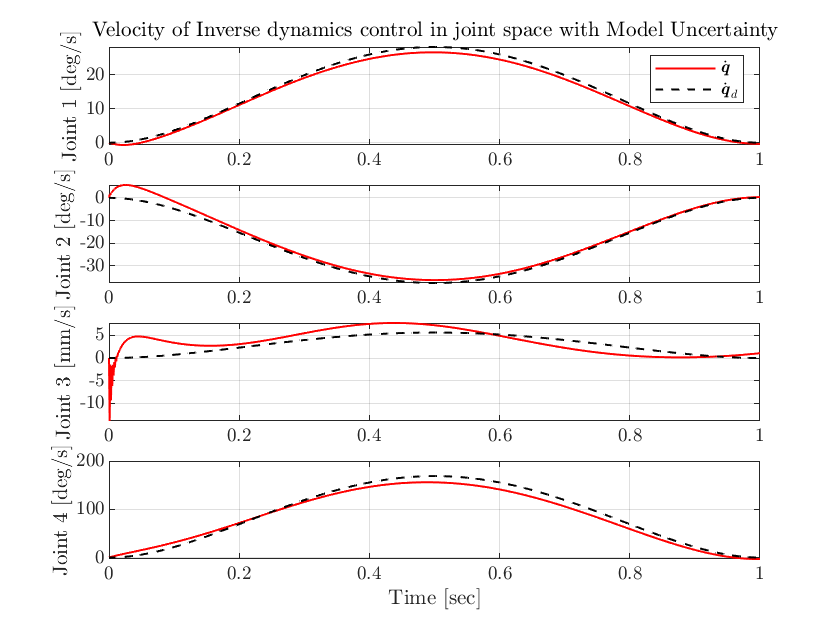 Velocity of Inverse dynamics control in joint space with Model Uncertainty
Joint 1 [deg/s]
20
10
0
q̇
q̇_d
0 0.2 0.4 0.6 0.8 1
Joint 2 [deg/s]
0
-10
-20
-30
0 0.2 0.4 0.6 0.8 1
Joint 3 [mm/s]
5
0
-5
-10
0 0.2 0.4 0.6 0.8 1
Joint 4 [deg/s]
200
100
0
0 0.2 0.4 0.6 0.8 1
Time [sec]